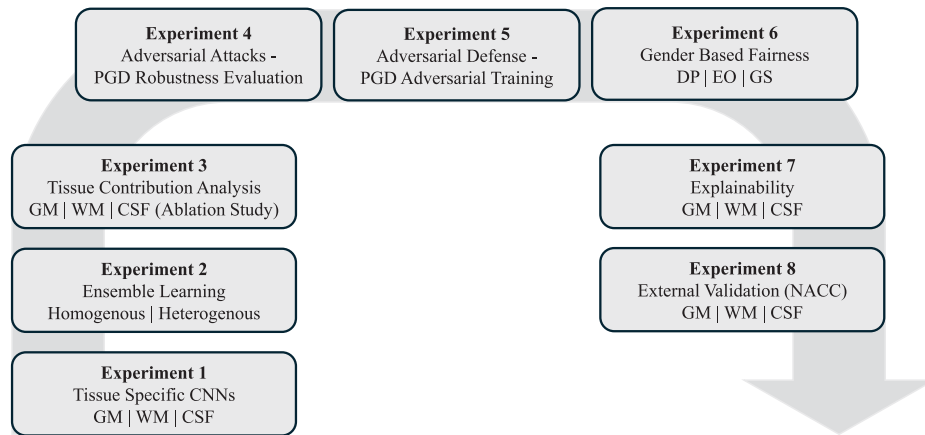 Experiment 1
Tissue Specific CNNs
GM | WM | CSF
Experiment 2
Ensemble Learning
Homogenous | Heterogenous
Experiment 3
Tissue Contribution Analysis
GM | WM | CSF (Ablation Study)
Experiment 4
Adversarial Attacks -
PGD Robustness Evaluation
Experiment 5
Adversarial Defense -
PGD Adversarial Training
Experiment 6
Gender Based Fairness
DP | EO | GS
Experiment 7
Explainability
GM | WM | CSF
Experiment 8
External Validation (NACC)
GM | WM | CSF